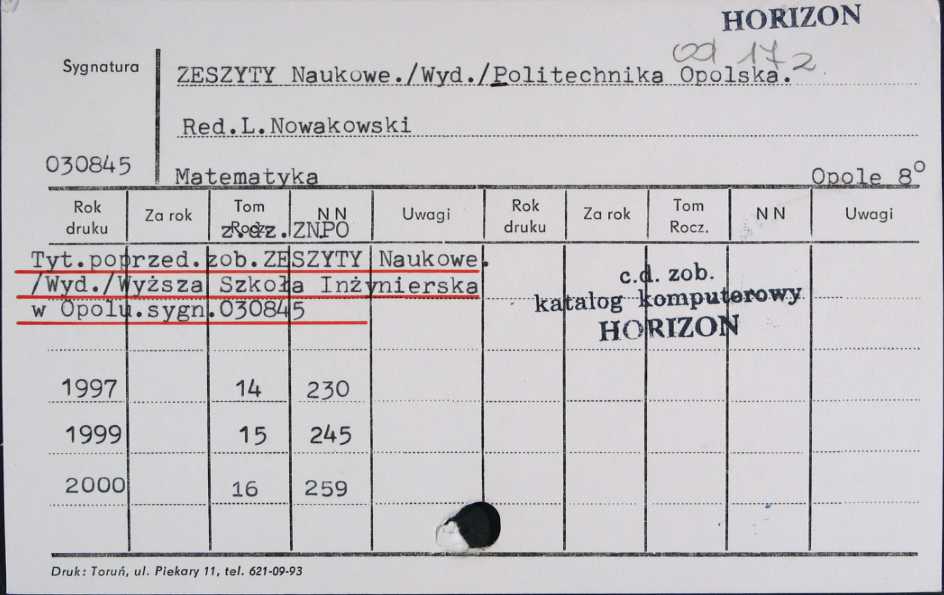 HORIZON
od 172
Sygnatura
ZESZYTY Naukowe./Wyd./Politechnika Opolska.
Red.L.Nowakowski
030845
Matematyka Opole 8°
Rok druku Za rok Tom Rocz. N N Uwagi Rok druku Za rok Tom Rocz. N N Uwagi
z.a z.ZNPO
Tyt.poprzed.zob.ZESZYTY Naukowe.
/Wyd./Wyższa Szkoła Inżynierska
w Opolu.sygn.030845
c.d. zob.
katalog komputerowy
HORIZON
1997 14 230
1999 15 245
2000 16 259
Druk: Toruń, ul. Piekary 11, tel. 621-09-93